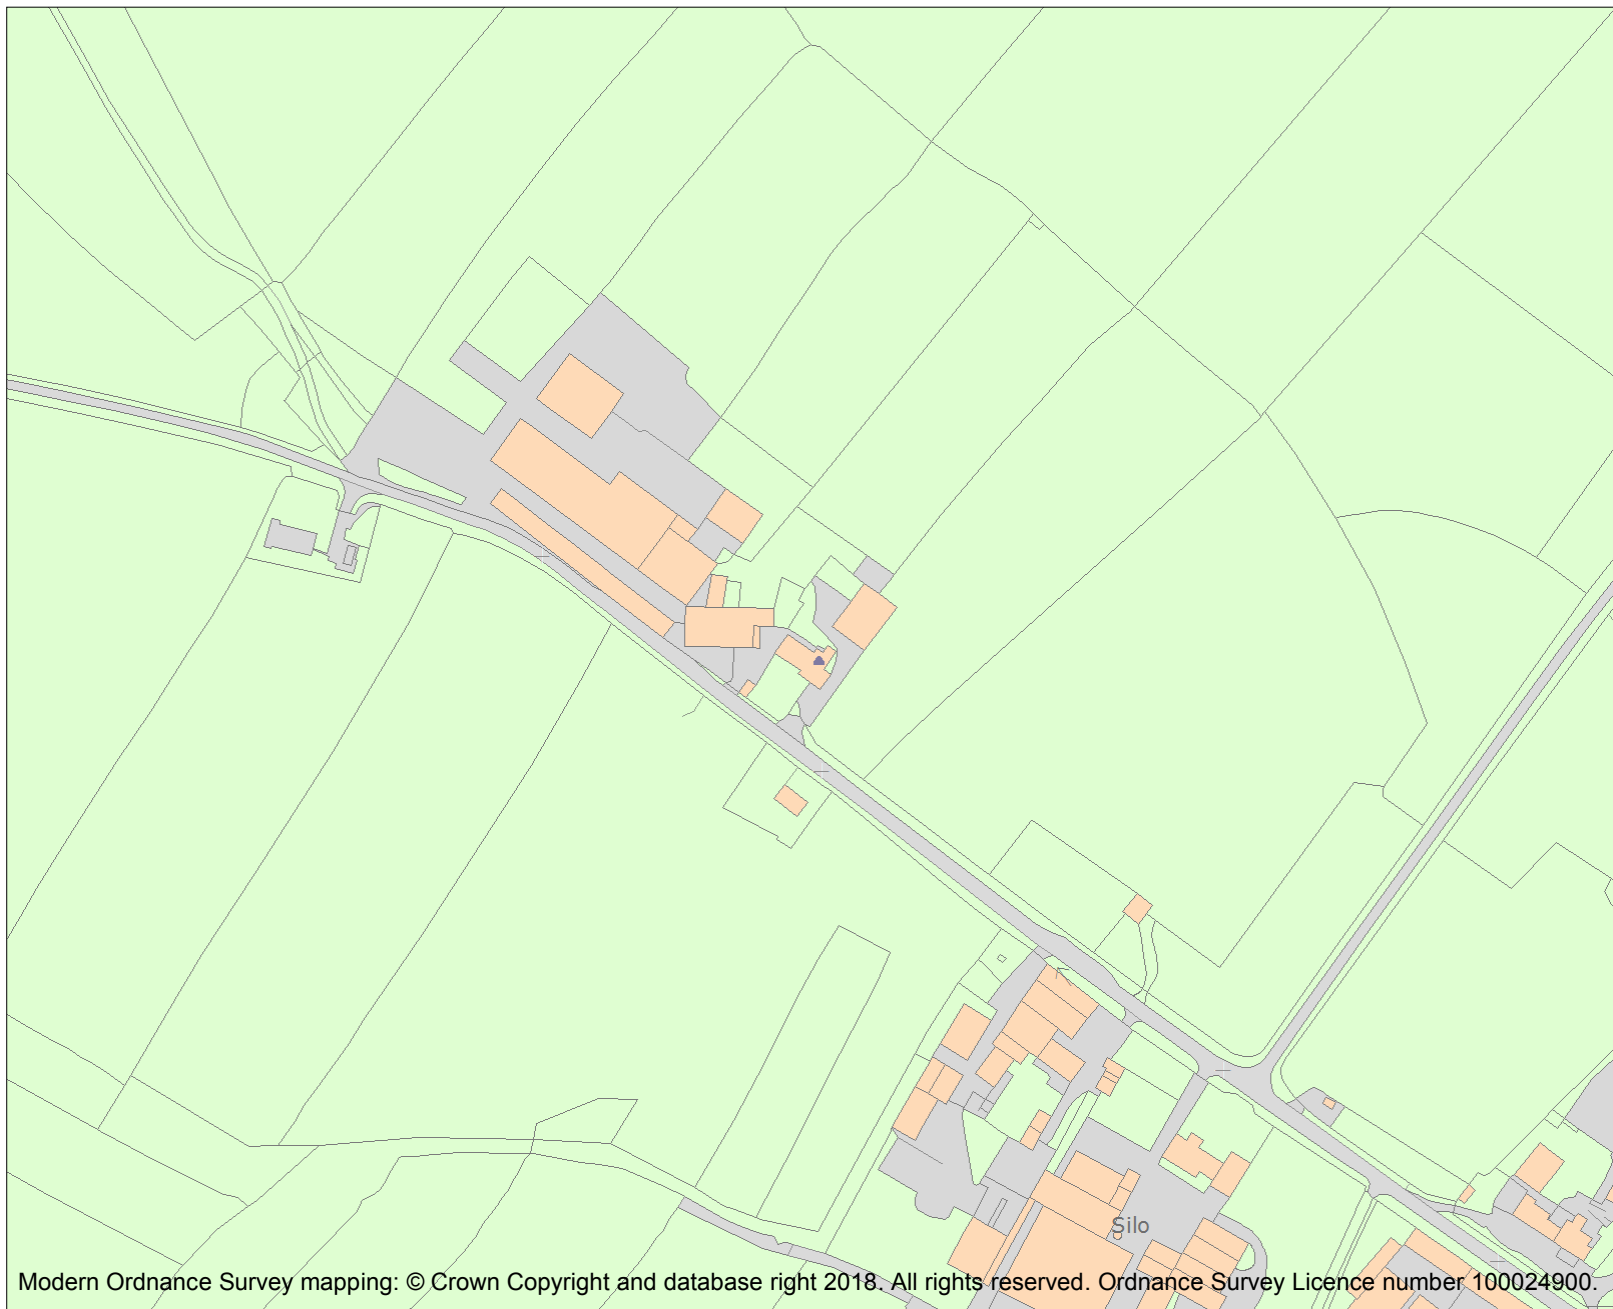 Silo
Modern Ordnance Survey mapping: © Crown Copyright and database right 2018. All rights reserved. Ordnance Survey Licence number 100024900.